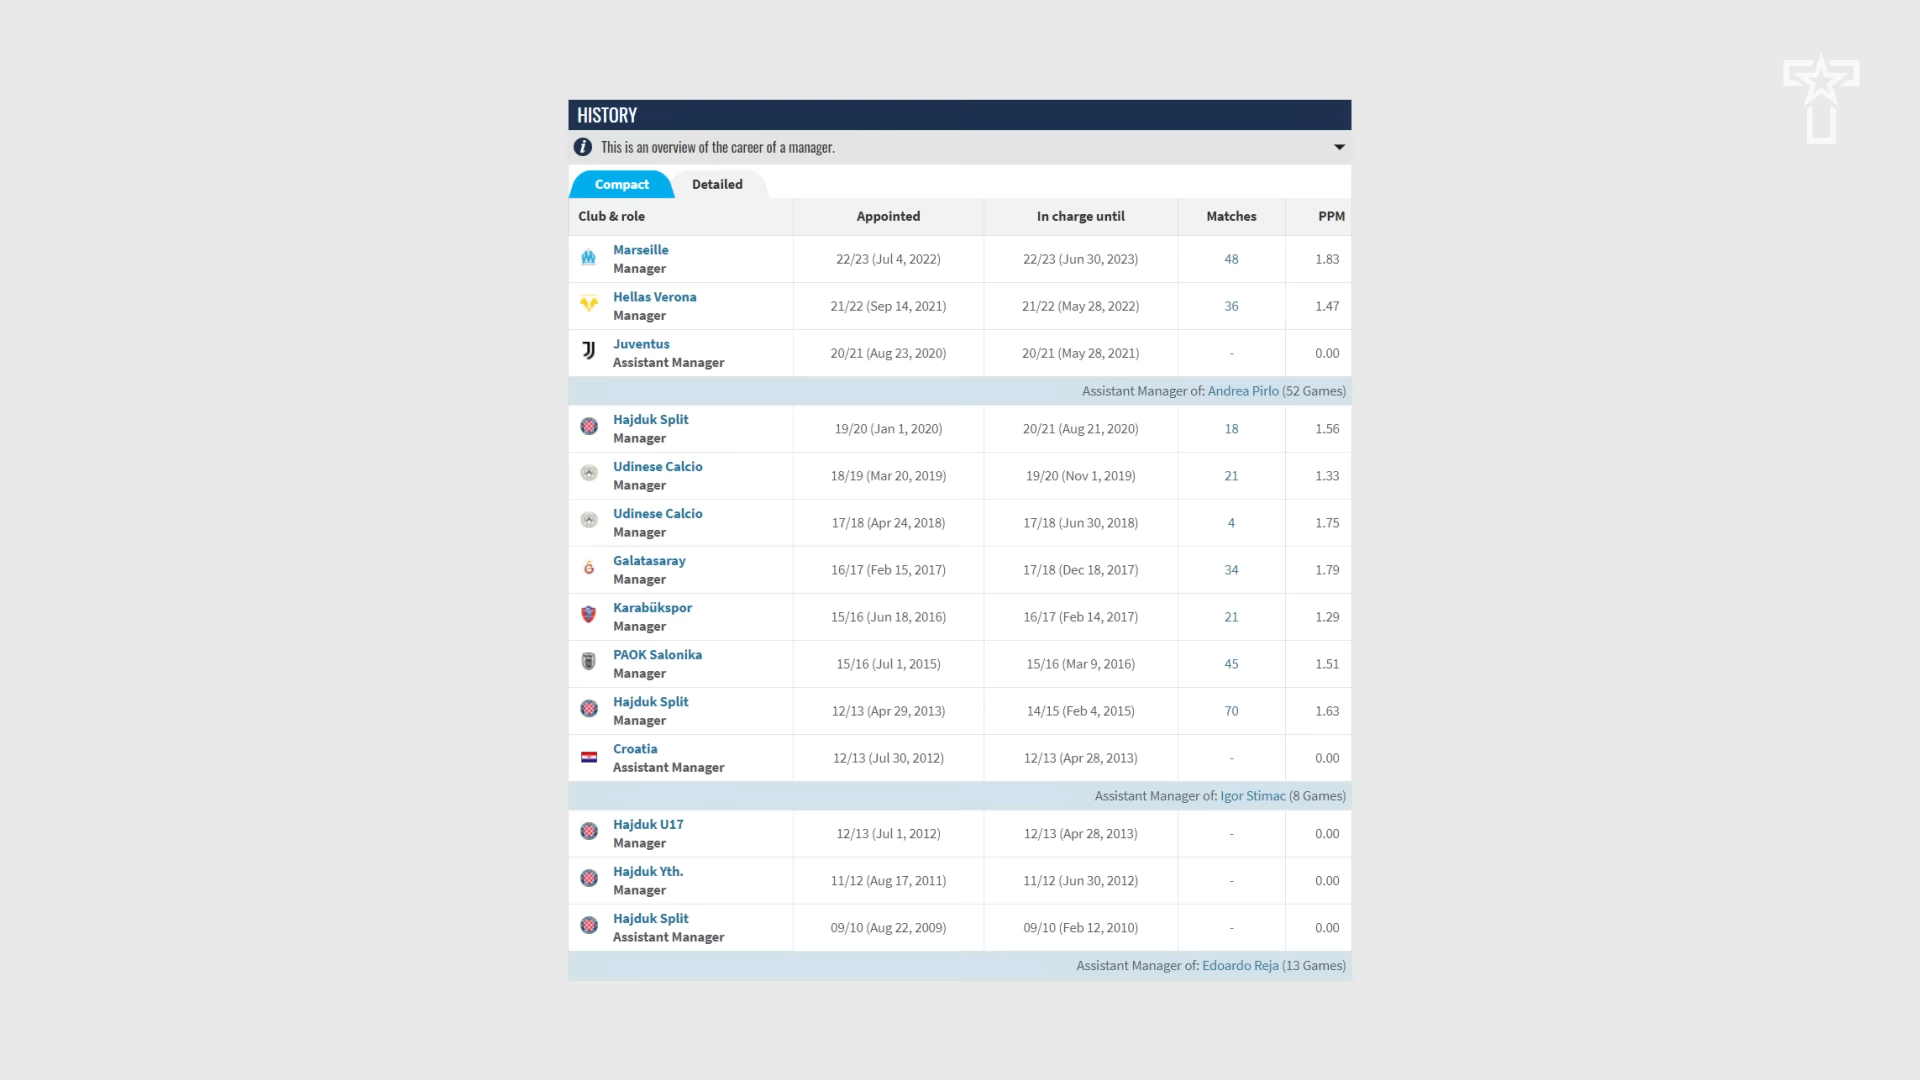 HISTORY
This is an overview of the career of a manager.
Compact Detailed
Club & role Appointed In charge until Matches PPM
Marseille
Manager 22/23 (Jul 4, 2022) 22/23 (Jun 30, 2023) 48 1.83
Hellas Verona
Manager 21/22 (Sep 14, 2021) 21/22 (May 28, 2022) 36 1.47
Juventus
Assistant Manager 20/21 (Aug 23, 2020) 20/21 (May 28, 2021) - 0.00
Assistant Manager of: Andrea Pirlo (52 Games)
Hajduk Split
Manager 19/20 (Jan 1, 2020) 20/21 (Aug 21, 2020) 18 1.56
Udinese Calcio
Manager 18/19 (Mar 20, 2019) 19/20 (Nov 1, 2019) 21 1.33
Udinese Calcio
Manager 17/18 (Apr 24, 2018) 17/18 (Jun 30, 2018) 4 1.75
Galatasaray
Manager 16/17 (Feb 15, 2017) 17/18 (Dec 18, 2017) 34 1.79
Karabükspor
Manager 15/16 (Jun 18, 2016) 16/17 (Feb 14, 2017) 21 1.29
PAOK Salonika
Manager 15/16 (Jul 1, 2015) 15/16 (Mar 9, 2016) 45 1.51
Hajduk Split
Manager 12/13 (Apr 29, 2013) 14/15 (Feb 4, 2015) 70 1.63
Croatia
Assistant Manager 12/13 (Jul 30, 2012) 12/13 (Apr 28, 2013) - 0.00
Assistant Manager of: Igor Stimac (8 Games)
Hajduk U17
Manager 12/13 (Jul 1, 2012) 12/13 (Apr 28, 2013) - 0.00
Hajduk Yth.
Manager 11/12 (Aug 17, 2011) 11/12 (Jun 30, 2012) - 0.00
Hajduk Split
Assistant Manager 09/10 (Aug 22, 2009) 09/10 (Feb 12, 2010) - 0.00
Assistant Manager of: Edoardo Reja (13 Games)